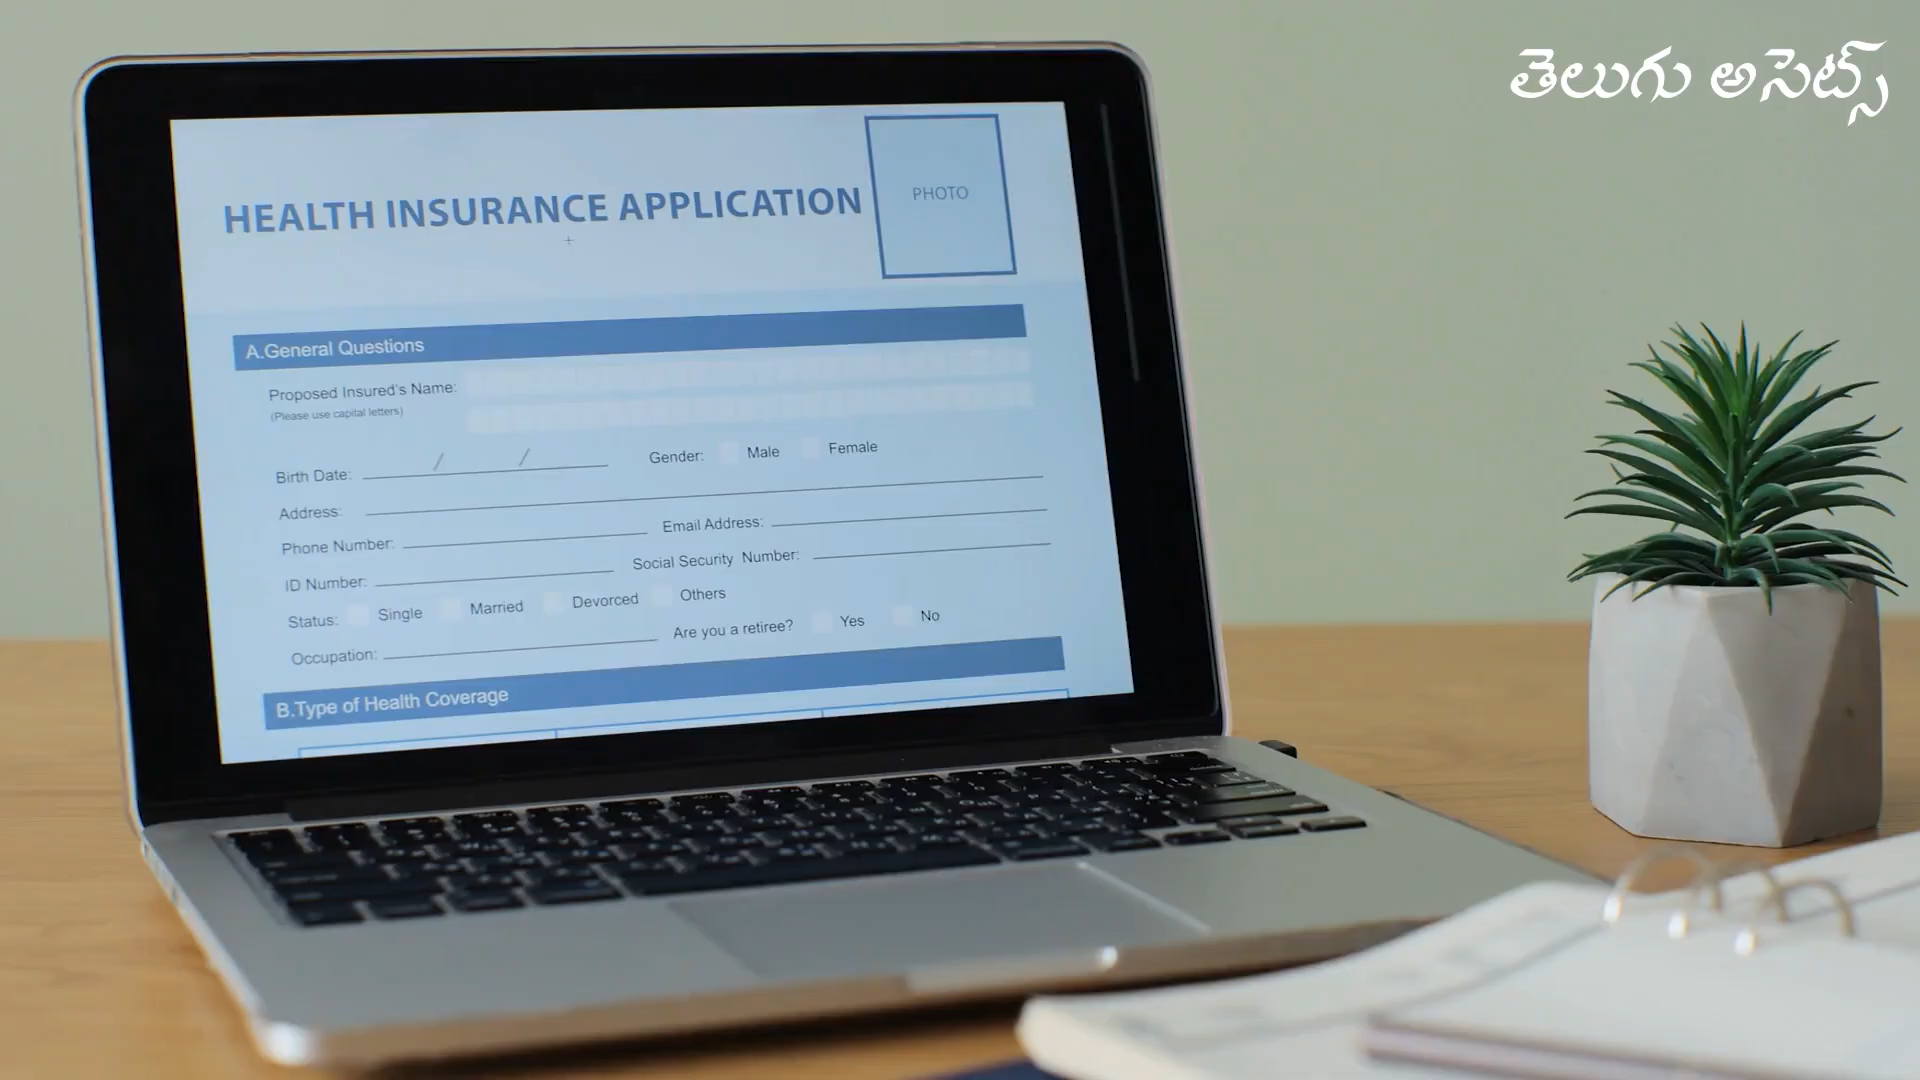 తెలుగు అసెట్స్
HEALTH INSURANCE APPLICATION
PHOTO
A.General Questions
Proposed Insured's Name:
(Please use capital letters)
Birth Date: / /
Gender: Male Female
Address:
Phone Number:
Email Address:
ID Number:
Social Security Number:
Status: Single Married Devorced Others
Occupation:
Are you a retiree? Yes No
B.Type of Health Coverage